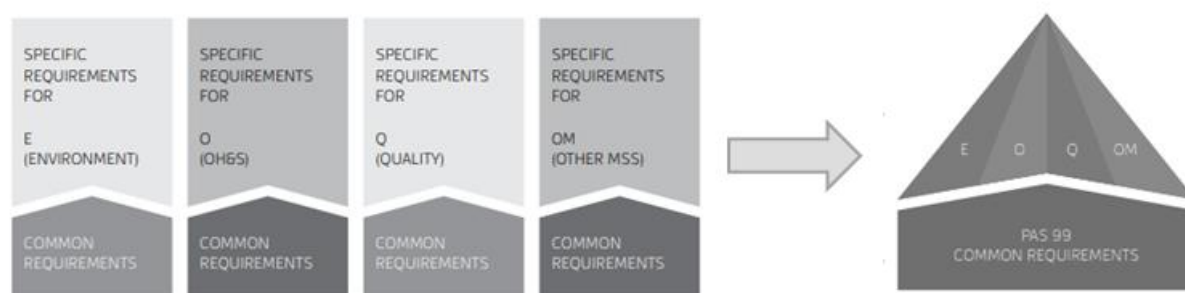 SPECIFIC
REQUIREMENTS
FOR
E
(ENVIRONMENT)
COMMON
REQUIREMENTS
SPECIFIC
REQUIREMENTS
FOR
O
(OH&S)
COMMON
REQUIREMENTS
SPECIFIC
REQUIREMENTS
FOR
Q
(QUALITY)
COMMON
REQUIREMENTS
SPECIFIC
REQUIREMENTS
FOR
OM
(OTHER MSS)
COMMON
REQUIREMENTS
E O Q OM
PAS 99
COMMON REQUIREMENTS